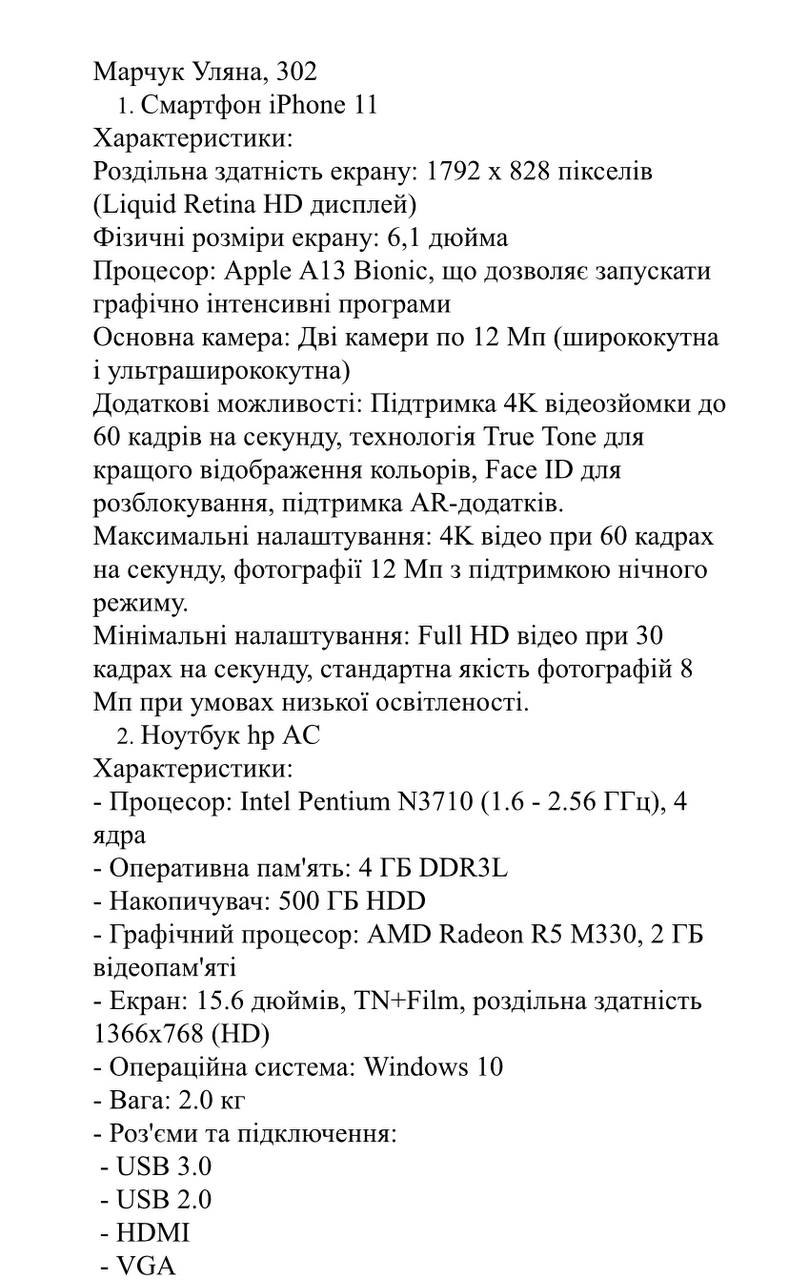 Марчук Уляна, 302
1. Смартфон iPhone 11
Характеристики:
Роздільна здатність екрану: 1792 x 828 пікселів
(Liquid Retina HD дисплей)
Фізичні розміри екрану: 6,1 дюйма
Процесор: Apple A13 Bionic, що дозволяє запускати
графічно інтенсивні програми
Основна камера: Дві камери по 12 Мп (ширококутна
і ультраширококутна)
Додаткові можливості: Підтримка 4K відеозйомки до
60 кадрів на секунду, технологія True Tone для
кращого відображення кольорів, Face ID для
розблокування, підтримка AR-додатків.
Максимальні налаштування: 4K відео при 60 кадрах
на секунду, фотографії 12 Мп з підтримкою нічного
режиму.
Мінімальні налаштування: Full HD відео при 30
кадрах на секунду, стандартна якість фотографій 8
Мп при умовах низької освітленості.
2. Ноутбук hp AC
Характеристики:
- Процесор: Intel Pentium N3710 (1.6 - 2.56 ГГц), 4
ядра
- Оперативна пам'ять: 4 ГБ DDR3L
- Накопичувач: 500 ГБ HDD
- Графічний процесор: AMD Radeon R5 M330, 2 ГБ
відеопам'яті
- Екран: 15.6 дюймів, TN+Film, роздільна здатність
1366x768 (HD)
- Операційна система: Windows 10
- Вага: 2.0 кг
- Роз'єми та підключення:
- USB 3.0
- USB 2.0
- HDMI
- VGA